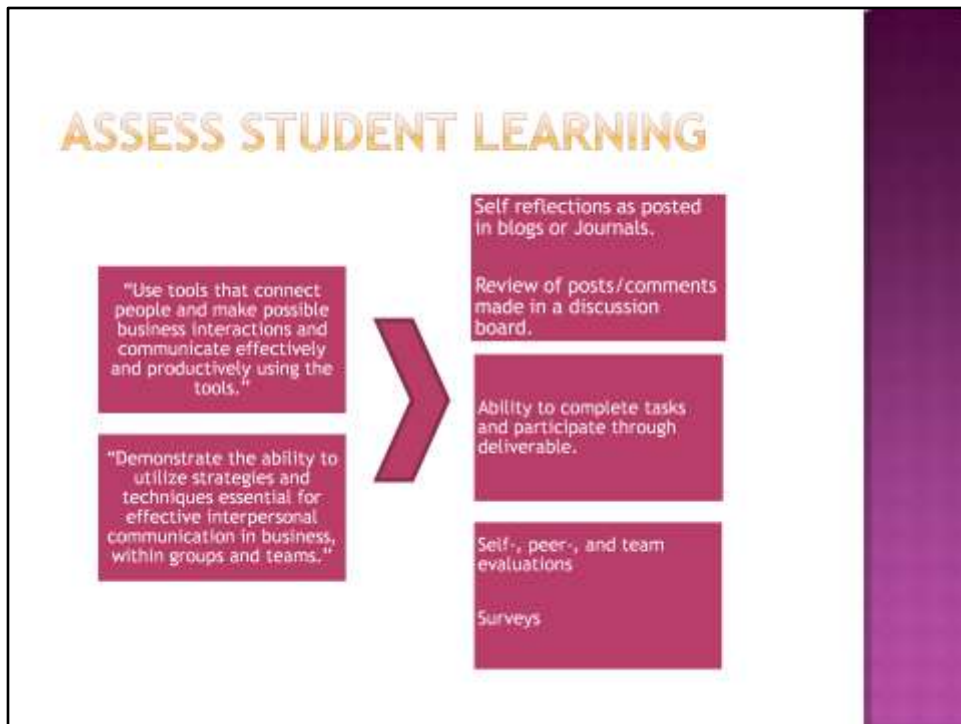 ASSESS STUDENT LEARNING
“Use tools that connect
people and make possible
business interactions and
communicate effectively
and productively using the
tools.”
“Demonstrate the ability to
utilize strategies and
techniques essential for
effective interpersonal
communication in business,
within groups and teams.”
Self reflections as posted
in blogs or Journals.
Review of posts/comments
made in a discussion
board.
Ability to complete tasks
and participate through
deliverable.
Self-, peer-, and team
evaluations
Surveys